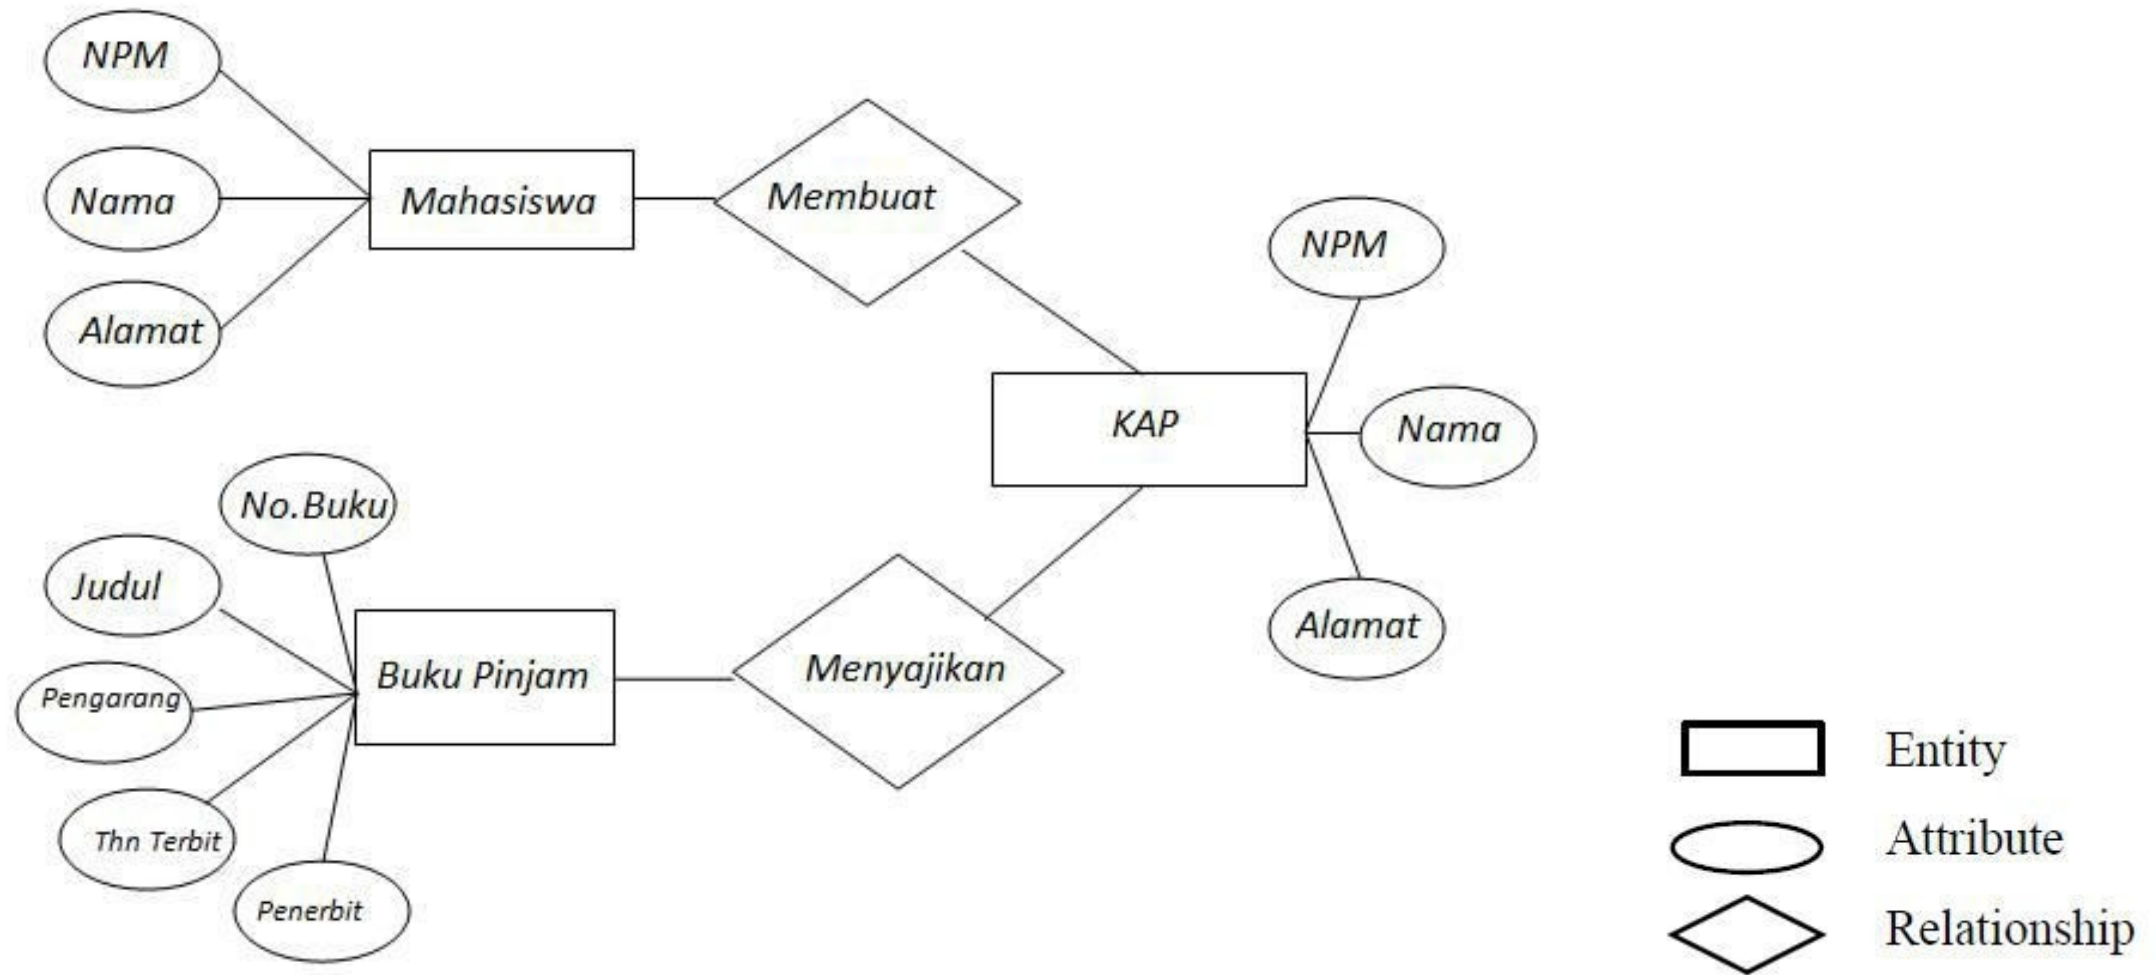 NPM
Nama
Alamat
Mahasiswa
Membuat
NPM
Nama
Alamat
KAP
No.Buku
Judul
Pengarang
Thn Terbit
Penerbit
Buku Pinjam
Menyajikan
Entity
Attribute
Relationship